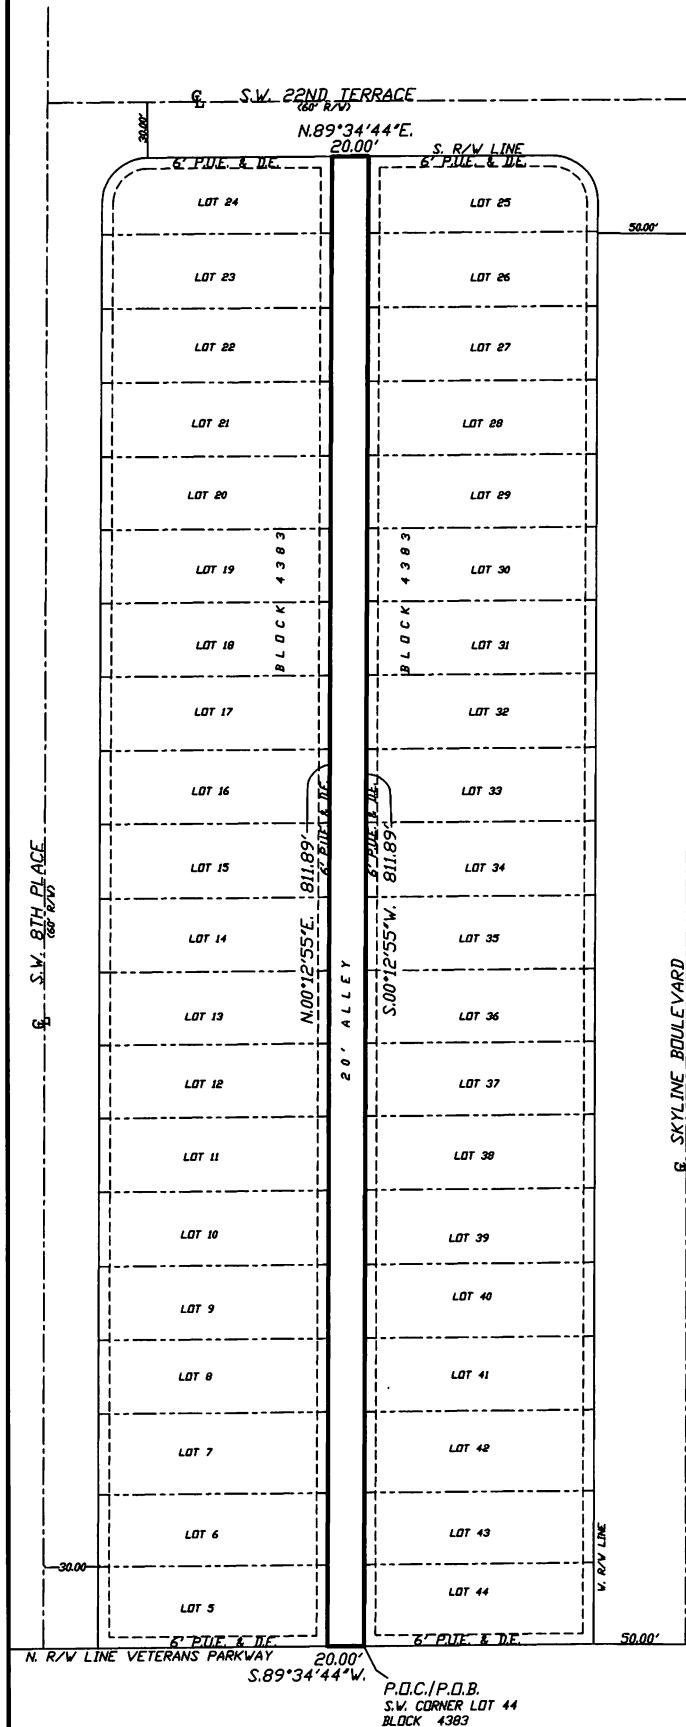 ℄ S.W. 22ND TERRACE
(60' R/W)
30.00'
N.89°34'44"E.
20.00'
S. R/W LINE
6' P.U.E. & D.E.
6' P.U.E. & D.E.
LOT 24
LOT 25
50.00'
LOT 23
LOT 26
LOT 22
LOT 27
LOT 21
LOT 28
LOT 20
LOT 29
BLOCK 4383
BLOCK 4383
LOT 19
LOT 30
LOT 18
LOT 31
LOT 17
LOT 32
LOT 16
LOT 33
6' P.U.E. & D.E.
6' P.U.E. & D.E.
N.00°12'55"E. 811.89'
S.00°12'55"W. 811.89'
℄ S.W. 8TH PLACE
(60' R/W)
LOT 15
LOT 34
LOT 14
LOT 35
20' ALLEY
℄ SKYLINE BOULEVARD
LOT 13
LOT 36
LOT 12
LOT 37
LOT 11
LOT 38
LOT 10
LOT 39
LOT 9
LOT 40
LOT 8
LOT 41
LOT 7
LOT 42
LOT 6
LOT 43
W. R/W LINE
30.00
LOT 5
LOT 44
6' P.U.E. & D.E.
6' P.U.E. & D.E.
50.00'
N. R/W LINE VETERANS PARKWAY
20.00'
S.89°34'44"W.
P.O.C./P.O.B.
S.W. CORNER LOT 44
BLOCK 4383